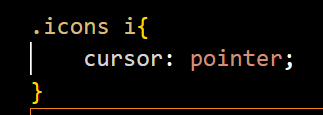 .icons i{
    cursor: pointer;
}